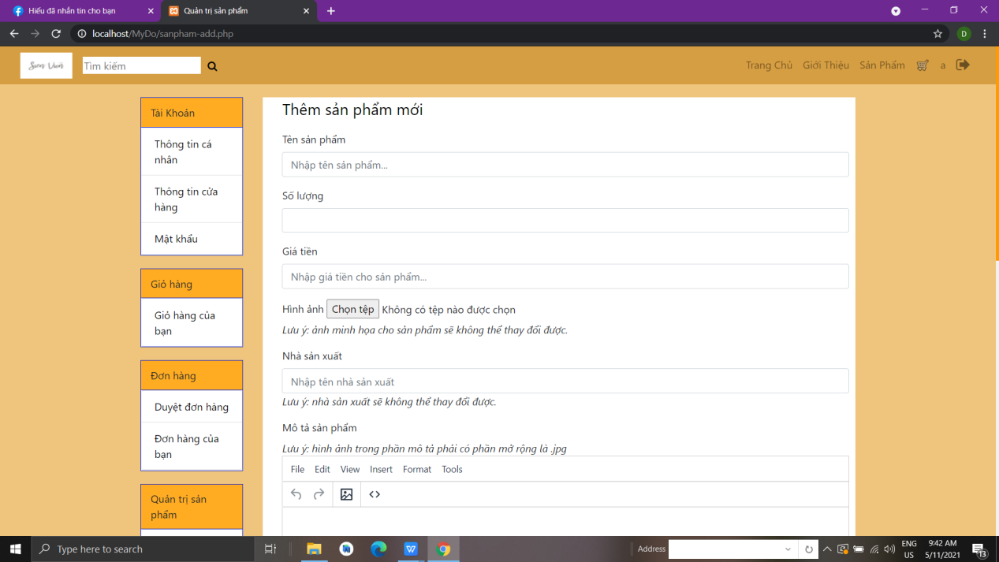 Hiếu đã nhắn tin cho bạn
Quản trị sản phẩm
localhost/MyDo/sanpham-add.php
D
Sien Việt
Tìm kiếm
Trang Chủ Giới Thiệu Sản Phẩm a
Tài Khoản
Thông tin cá
nhân
Thông tin cửa
hàng
Mật khẩu
Giỏ hàng
Giỏ hàng của
bạn
Đơn hàng
Duyệt đơn hàng
Đơn hàng của
bạn
Quản trị sản
phẩm
Thêm sản phẩm mới
Tên sản phẩm
Nhập tên sản phẩm...
Số lượng
Giá tiền
Nhập giá tiền cho sản phẩm...
Hình ảnh Chọn tệp Không có tệp nào được chọn
Lưu ý: ảnh minh họa cho sản phẩm sẽ không thể thay đổi được.
Nhà sản xuất
Nhập tên nhà sản xuất
Lưu ý: nhà sản xuất sẽ không thể thay đổi được.
Mô tả sản phẩm
Lưu ý: hình ảnh trong phần mô tả phải có phần mở rộng là .jpg
File Edit View Insert Format Tools
Type here to search
Address
ENG
US
9:42 AM
5/11/2021
13